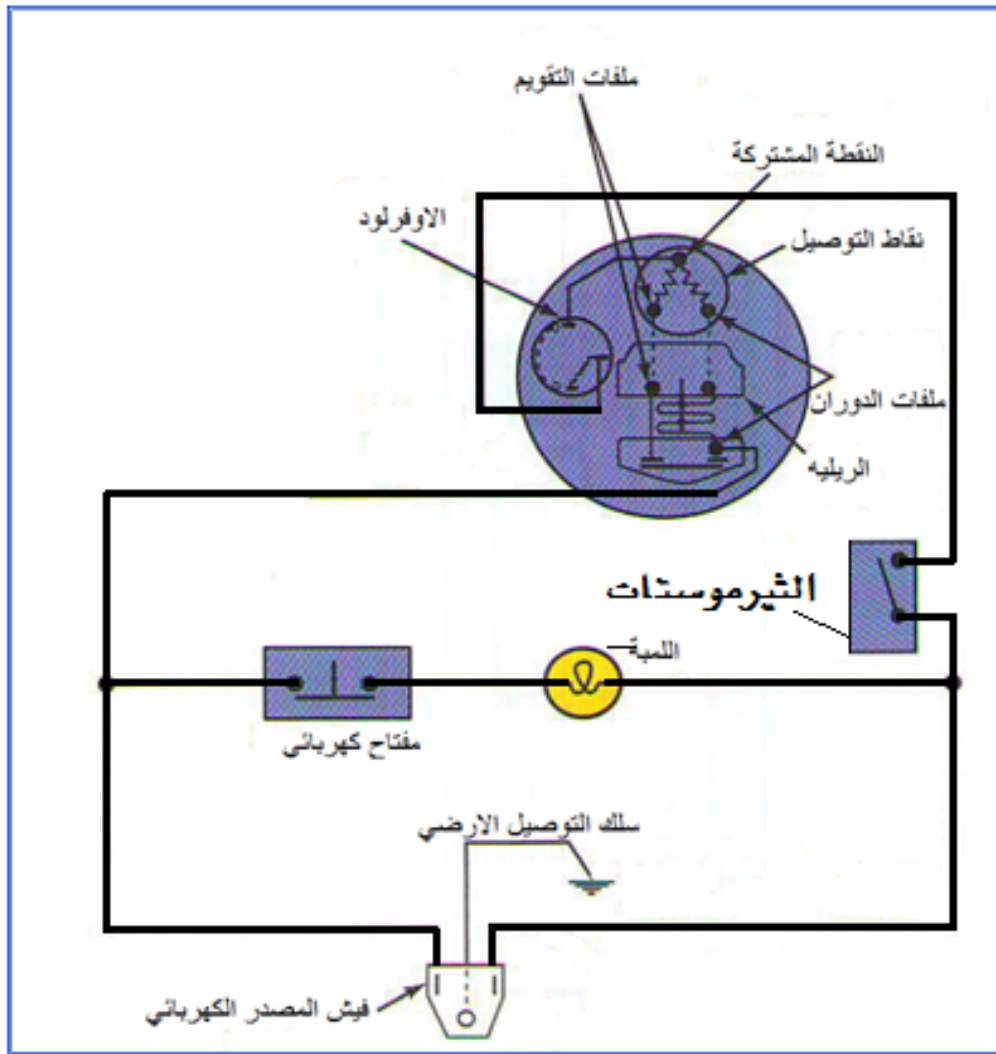 ملفات التقويم
النقطة المشتركة
الاوفرلود
نقاط التوصيل
ملفات الدوران
الريليه
الثيرموستات
اللمبة
مفتاح كهربائي
سلك التوصيل الارضي
فيش المصدر الكهربائي